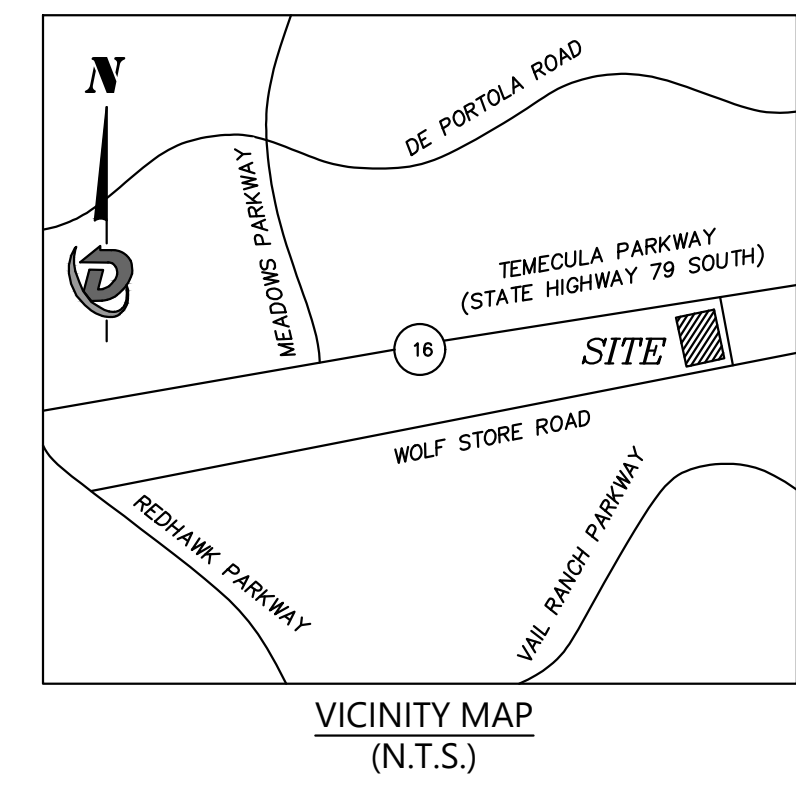 N
D
DE PORTOLA ROAD
MEADOWS PARKWAY
TEMECULA PARKWAY
(STATE HIGHWAY 79 SOUTH)
16
SITE
WOLF STORE ROAD
REDHAWK PARKWAY
VAIL RANCH PARKWAY
VICINITY MAP
(N.T.S.)